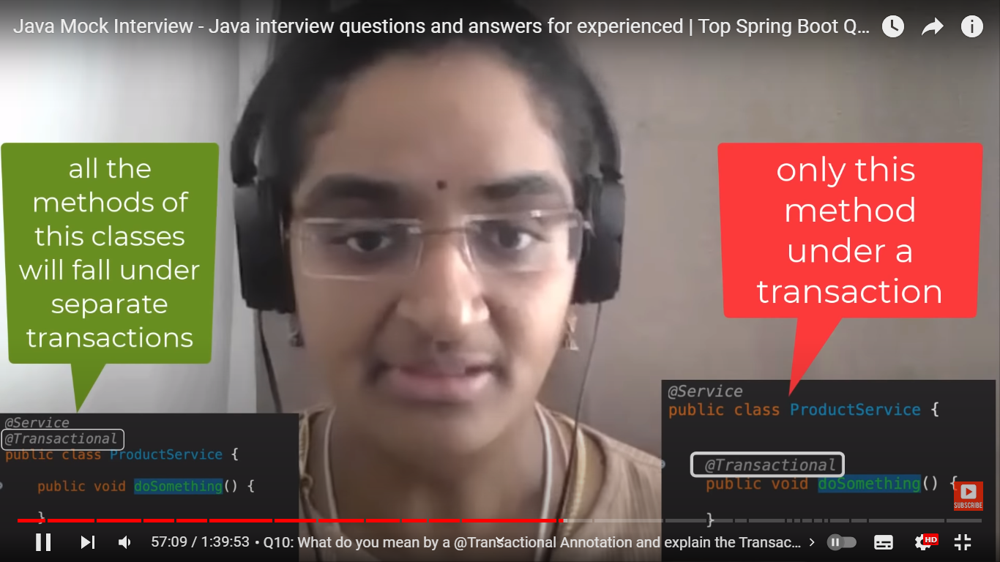 Java Mock Interview - Java interview questions and answers for experienced | Top Spring Boot Q...
all the
methods of
this classes
will fall under
separate
transactions
only this
method
under a
transaction
@Service
@Transactional
public class ProductService {
public void doSomething() {
}
@Service
public class ProductService {
@Transactional
public void doSomething() {
}
SUBSCRIBE
57:09 / 1:39:53 • Q10: What do you mean by a @Transactional Annotation and explain the Transac...
HD